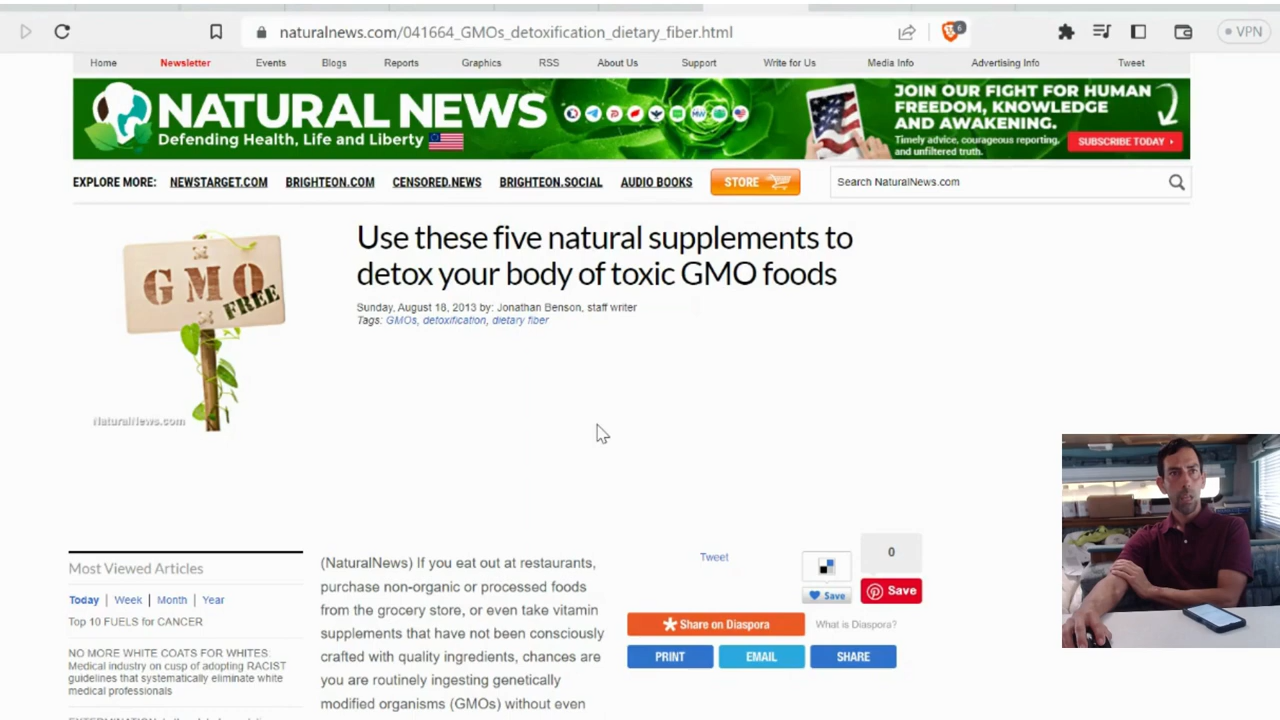 naturalnews.com/041664_GMOs_detoxification_dietary_fiber.html
6
VPN
Home Newsletter Events Blogs Reports Graphics RSS About Us Support Write for Us Media Info Advertising Info Tweet
NATURAL NEWS
Defending Health, Life and Liberty
JOIN OUR FIGHT FOR HUMAN
FREEDOM, KNOWLEDGE
AND AWAKENING.
Timely advice, courageous reporting,
and unfiltered truth.
SUBSCRIBE TODAY
EXPLORE MORE: NEWSTARGET.COM BRIGHTEON.COM CENSORED.NEWS BRIGHTEON.SOCIAL AUDIO BOOKS STORE Search NaturalNews.com
GMO
FREE
NaturalNews.com
Use these five natural supplements to
detox your body of toxic GMO foods
Sunday, August 18, 2013 by: Jonathan Benson, staff writer
Tags: GMOs, detoxification, dietary fiber
Most Viewed Articles
Today | Week | Month | Year
Top 10 FUELS for CANCER
NO MORE WHITE COATS FOR WHITES:
Medical industry on cusp of adopting RACIST
guidelines that systematically eliminate white
medical professionals
(NaturalNews) If you eat out at restaurants,
purchase non-organic or processed foods
from the grocery store, or even take vitamin
supplements that have not been consciously
crafted with quality ingredients, chances are
you are routinely ingesting genetically
modified organisms (GMOs) without even
Tweet
0
Save
Save
Share on Diaspora
What is Diaspora?
PRINT
EMAIL
SHARE